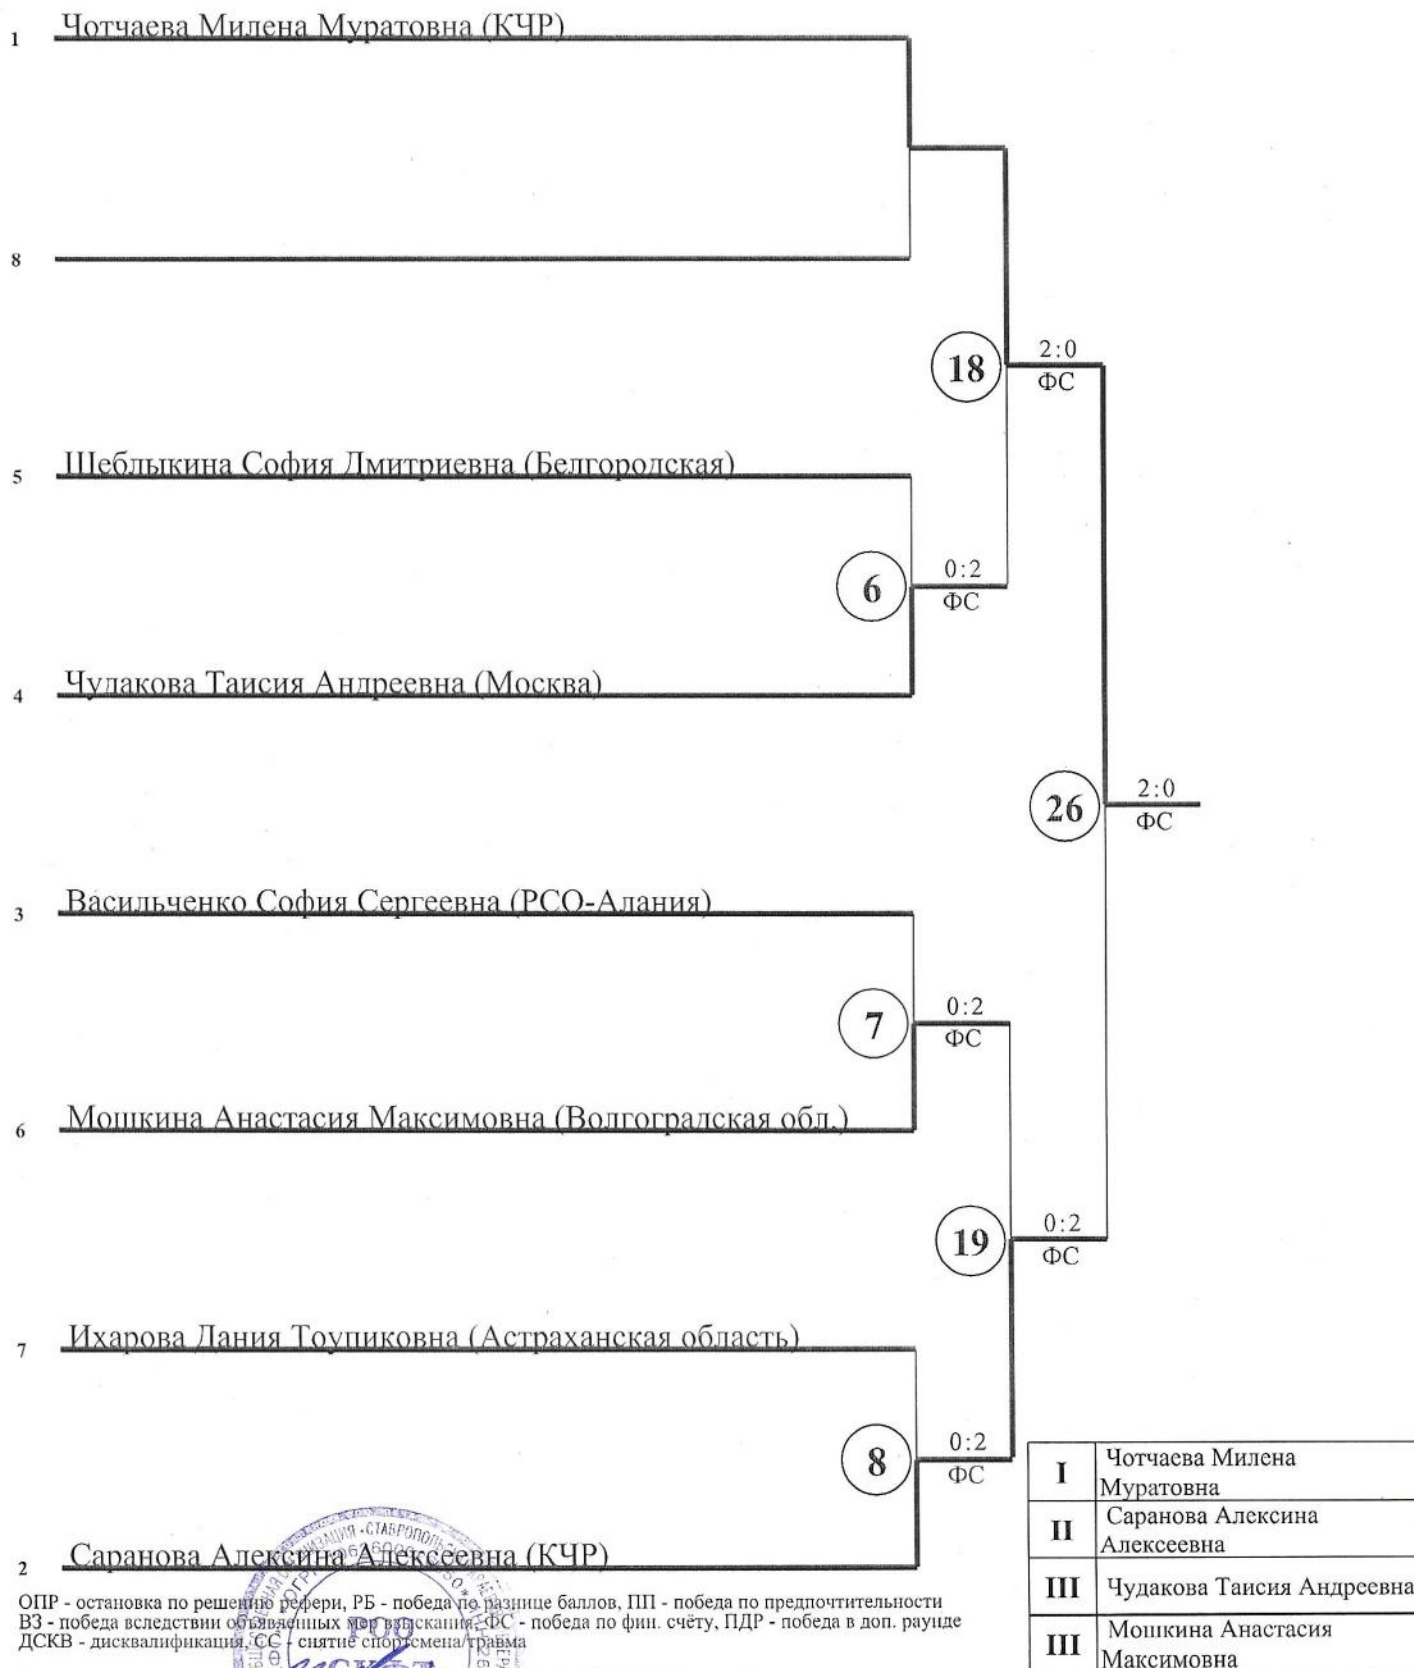 1 Чотчаева Милена Муратовна (КЧР)
8
18
2:0
ФС
5 Шеблыкина София Дмитриевна (Белгородская)
6
0:2
ФС
4 Чудакова Таисия Андреевна (Москва)
26
2:0
ФС
3 Васильченко София Сергеевна (РСО-Алания)
7
0:2
ФС
6 Мошкина Анастасия Максимовна (Волгоградская обл.)
19
0:2
ФС
7 Ихарова Дания Тоупиковна (Астраханская область)
8
0:2
ФС
2 Саранова Алексина Алексеевна (КЧР)
I Чотчаева Милена
Муратовна
II Саранова Алексина
Алексеевна
III Чудакова Таисия Андреевна
III Мошкина Анастасия
Максимовна
ОПР - остановка по решению рефери, РБ - победа по разнице баллов, ПП - победа по предпочтительности
ВЗ - победа вследствии объявленных мер взыскания, ФС - победа по фин. счёту, ПДР - победа в доп. раунде
ДСКВ - дисквалификация, СС - снятие спортсмена/травма
РОО